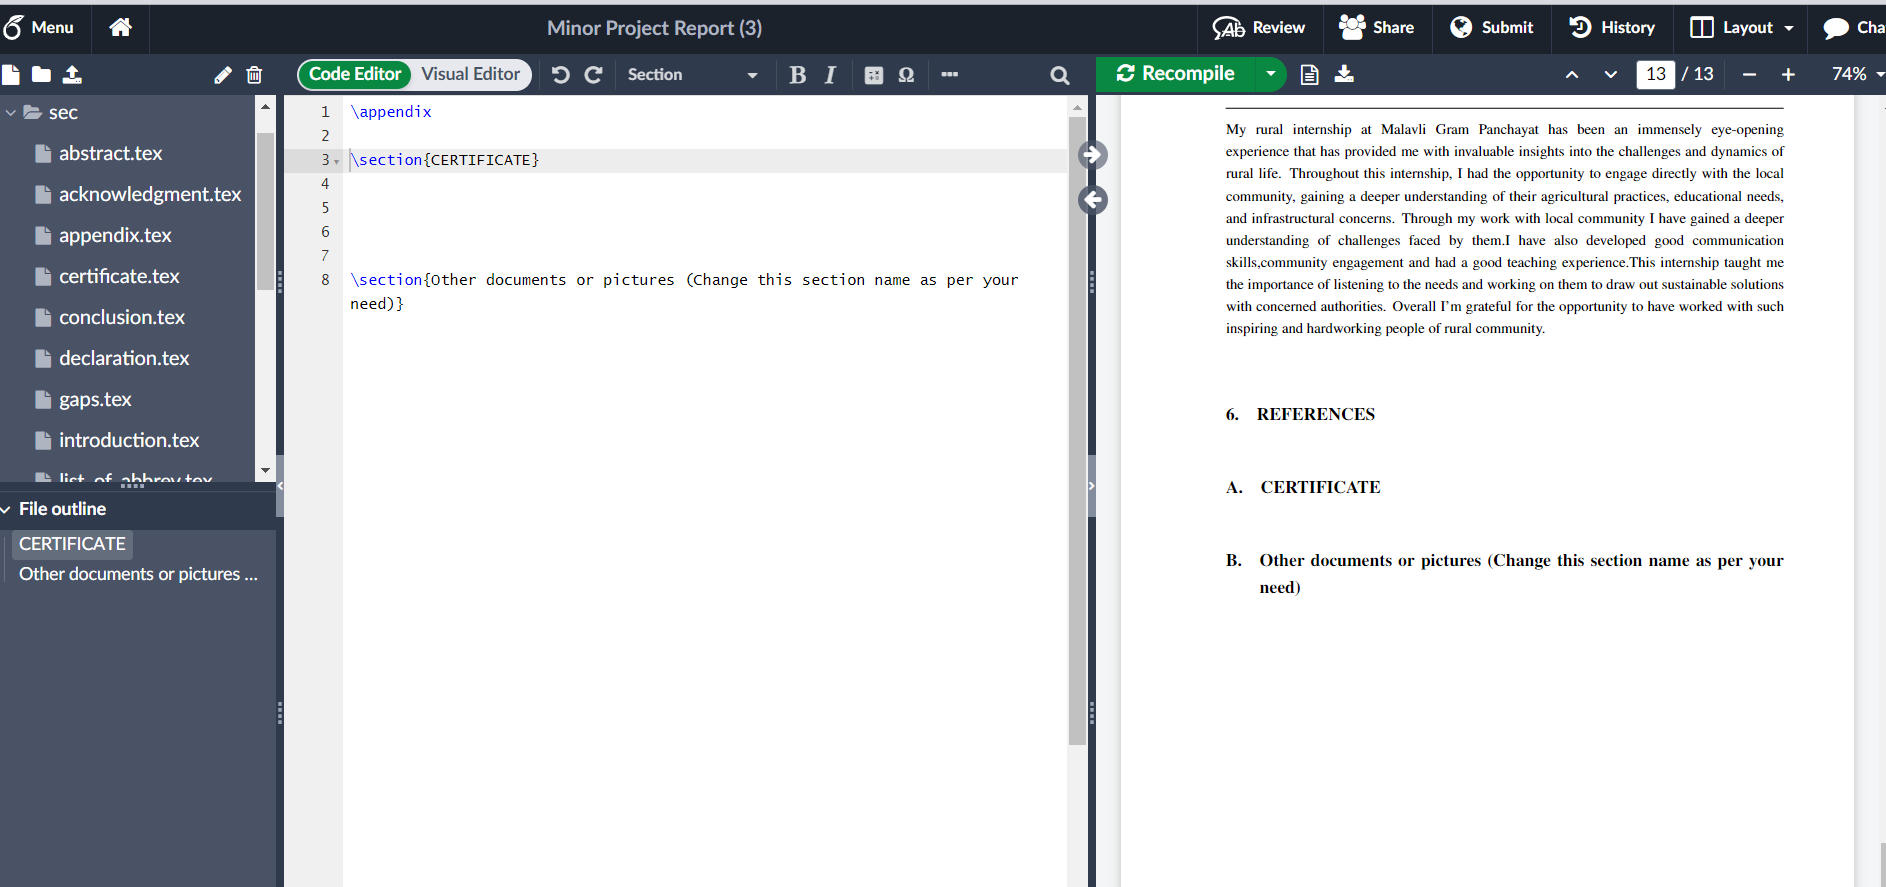 Menu
Minor Project Report (3)
Review
Share
Submit
History
Layout
Code Editor
Visual Editor
Section
B I
Ω
Recompile
13 / 13
74%
sec
abstract.tex
acknowledgment.tex
appendix.tex
certificate.tex
conclusion.tex
declaration.tex
gaps.tex
introduction.tex
list_of_abbrev.tex
File outline
CERTIFICATE
Other documents or pictures ...
1 \appendix
2
3 \section{CERTIFICATE}
4
5
6
7
8 \section{Other documents or pictures (Change this section name as per your
need)}
My rural internship at Malavli Gram Panchayat has been an immensely eye-opening
experience that has provided me with invaluable insights into the challenges and dynamics of
rural life. Throughout this internship, I had the opportunity to engage directly with the local
community, gaining a deeper understanding of their agricultural practices, educational needs,
and infrastructural concerns. Through my work with local community I have gained a deeper
understanding of challenges faced by them.I have also developed good communication
skills,community engagement and had a good teaching experience.This internship taught me
the importance of listening to the needs and working on them to draw out sustainable solutions
with concerned authorities. Overall I'm grateful for the opportunity to have worked with such
inspiring and hardworking people of rural community.
6. REFERENCES
A. CERTIFICATE
B. Other documents or pictures (Change this section name as per your
need)